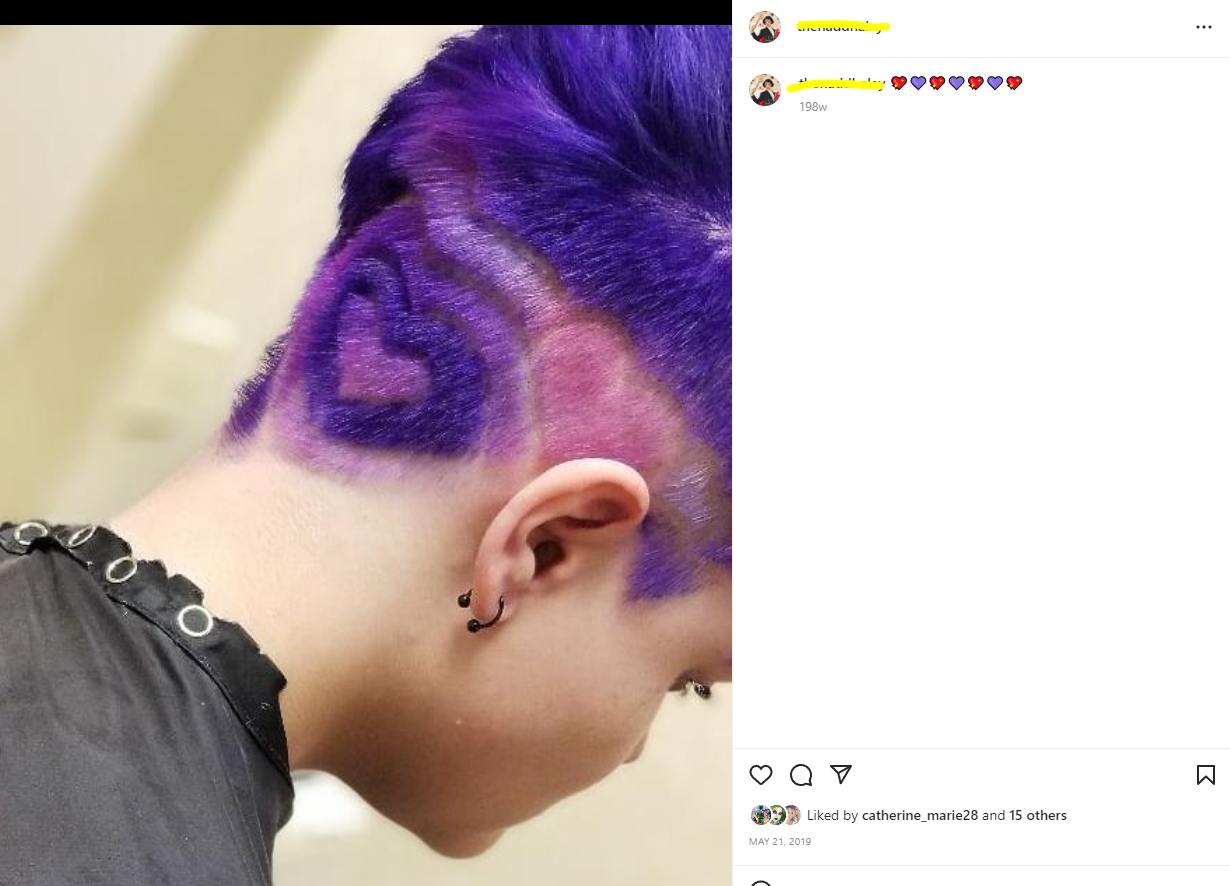 ❤️💜❤️💜❤️💜❤️
198w
Liked by catherine_marie28 and 15 others
MAY 21, 2019